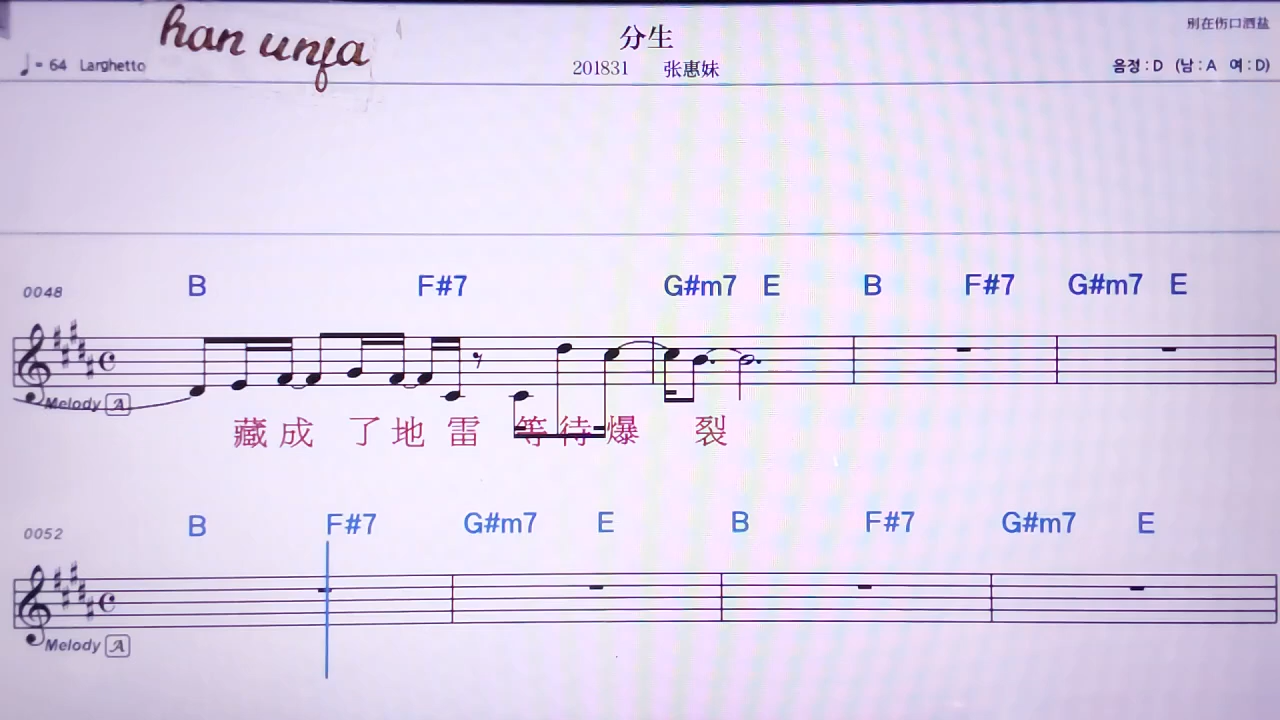 han unfa
分生
别在伤口洒盐
♩= 64 Larghetto
201831 张惠妹
음정 : D (남 : A 여 : D)
0048 B F#7 G#m7 E B F#7 G#m7 E
Melody A
藏成 了地 雷 等待 爆 裂
0052 B F#7 G#m7 E B F#7 G#m7 E
Melody A